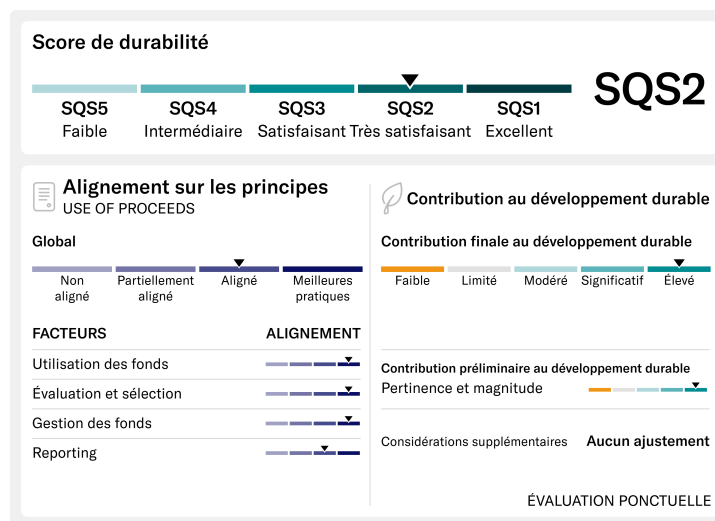 Score de durabilité
SQS5
SQS4
SQS3
SQS2
SQS1
SQS2
Faible
Intermédiaire
Satisfaisant
Très satisfaisant
Excellent
Alignement sur les principes
USE OF PROCEEDS
Global
Non
aligné
Partiellement
aligné
Aligné
Meilleures
pratiques
FACTEURS
ALIGNEMENT
Utilisation des fonds
Évaluation et sélection
Gestion des fonds
Reporting
Contribution au développement durable
Contribution finale au développement durable
Faible
Limité
Modéré
Significatif
Élevé
Contribution préliminaire au développement durable
Pertinence et magnitude
Considérations supplémentaires
Aucun ajustement
ÉVALUATION PONCTUELLE